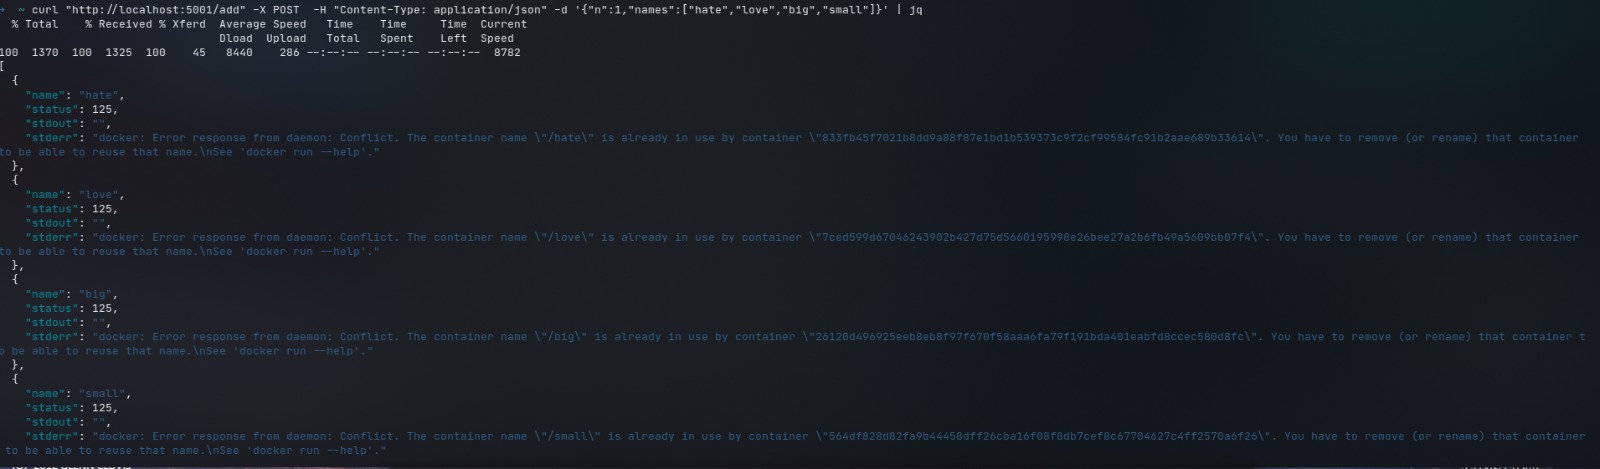 ~ curl "http://localhost:5001/add" -X POST  -H "Content-Type: application/json" -d '{"n":1,"names":["hate","love","big","small"]}' | jq
  % Total    % Received % Xferd  Average Speed   Time    Time     Time  Current
                                 Dload  Upload   Total   Spent    Left  Speed
100  1370  100  1325  100    45   8440    286 --:--:-- --:--:-- --:--:--  8782
[
  {
    "name": "hate",
    "status": 125,
    "stdout": "",
    "stderr": "docker: Error response from daemon: Conflict. The container name \"/hate\" is already in use by container \"833fb45f7021b8dd9a88f87e1bd1b539373c9f2cf99584fc91b2aae689b33614\". You have to remove (or rename) that container
to be able to reuse that name.\nSee 'docker run --help'."
  },
  {
    "name": "love",
    "status": 125,
    "stdout": "",
    "stderr": "docker: Error response from daemon: Conflict. The container name \"/love\" is already in use by container \"7ced599d67046243902b427d75d5660195998e26bee27a2b6fb49a5609bb07f4\". You have to remove (or rename) that container
to be able to reuse that name.\nSee 'docker run --help'."
  },
  {
    "name": "big",
    "status": 125,
    "stdout": "",
    "stderr": "docker: Error response from daemon: Conflict. The container name \"/big\" is already in use by container \"26120d496925eeb8eb8f97f670f58aaa6fa79f191bda401eabfd8ccec580d8fc\". You have to remove (or rename) that container t
o be able to reuse that name.\nSee 'docker run --help'."
  },
  {
    "name": "small",
    "status": 125,
    "stdout": "",
    "stderr": "docker: Error response from daemon: Conflict. The container name \"/small\" is already in use by container \"564df828d82fa9b44458dff26cba16f08f8db7cef8c67704627c4ff2570a6f26\". You have to remove (or rename) that container
 to be able to reuse that name.\nSee 'docker run --help'."